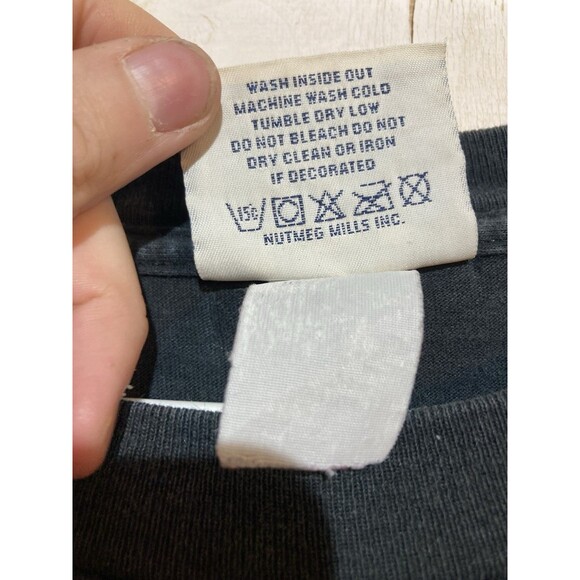 WASH INSIDE OUT
MACHINE WASH COLD
TUMBLE DRY LOW
DO NOT BLEACH DO NOT
DRY CLEAN OR IRON
IF DECORATED
NUTMEG MILLS INC.